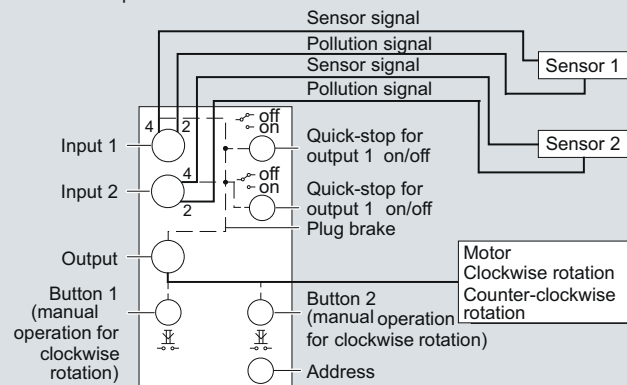 Sensor signal
Pollution signal
Sensor signal
Pollution signal
Sensor 1
Sensor 2
4 2
off
on
Input 1
Quick-stop for
output 1 on/off
4
off
on
Input 2
2
Quick-stop for
output 1 on/off
Plug brake
Output
Motor
Clockwise rotation
Counter-clockwise
rotation
Button 1
(manual
operation for
clockwise
rotation)
Button 2
(manual operation
for clockwise rotation)
Address